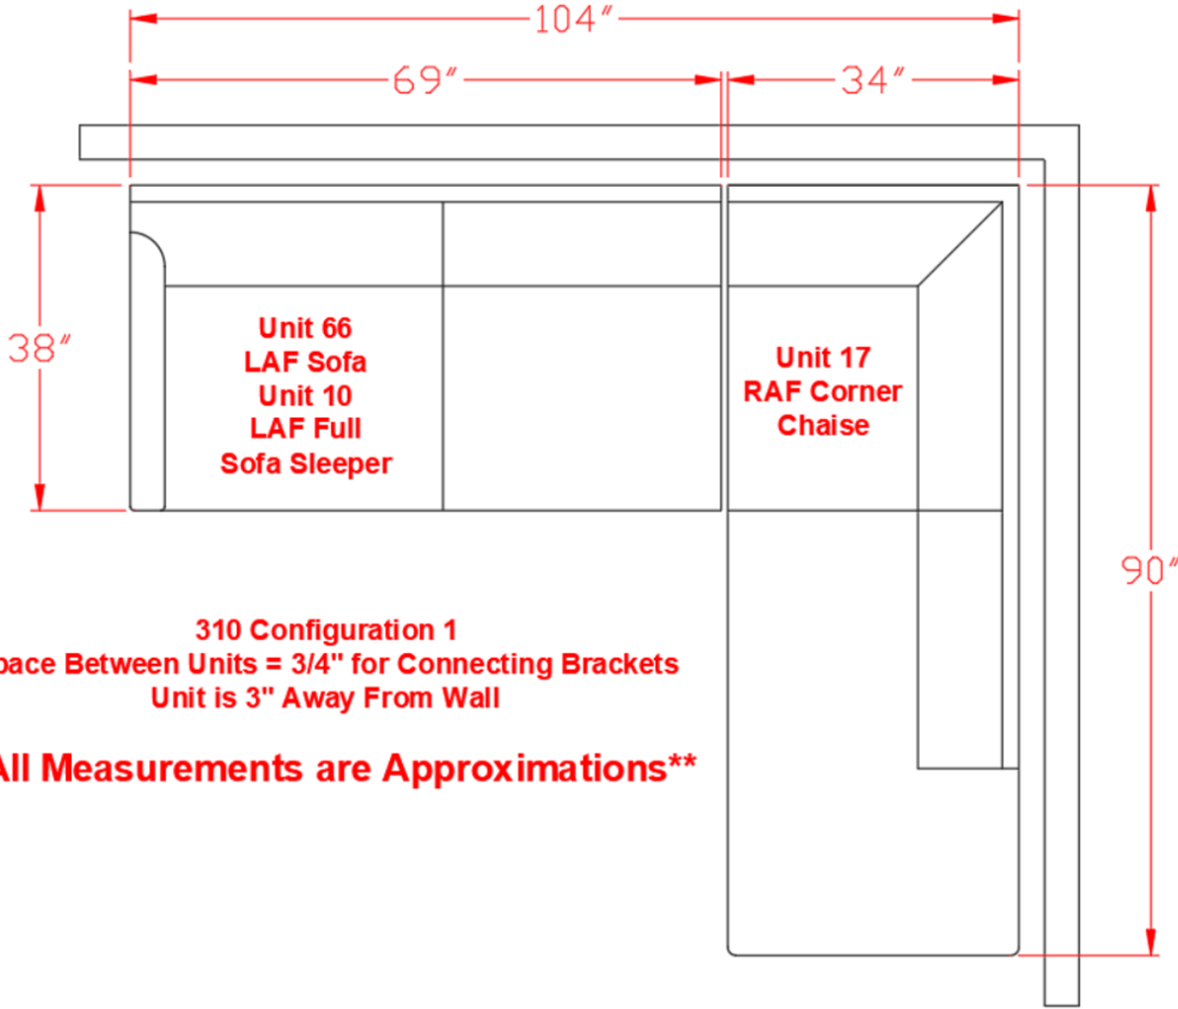 104″
69″
34″
38″
Unit 66
LAF Sofa
Unit 10
LAF Full
Sofa Sleeper
Unit 17
RAF Corner
Chaise
90″
310 Configuration 1
Between Units = 3/4" for Connecting Brackets
Unit is 3" Away From Wall
All Measurements are Approximations**